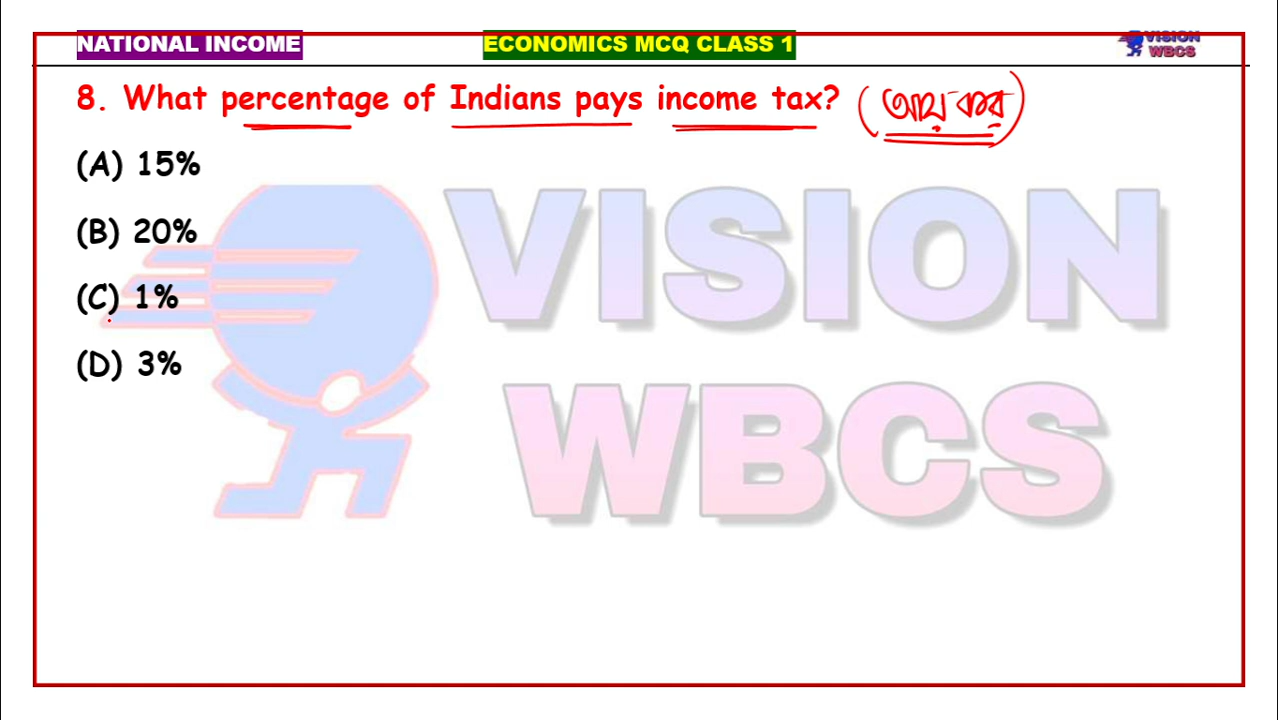 NATIONAL INCOME ECONOMICS MCQ CLASS 1 VISION WBCS
8. What percentage of Indians pays income tax? (আয় কর)
(A) 15%
(B) 20%
(C) 1%
(D) 3%
VISION
WBCS